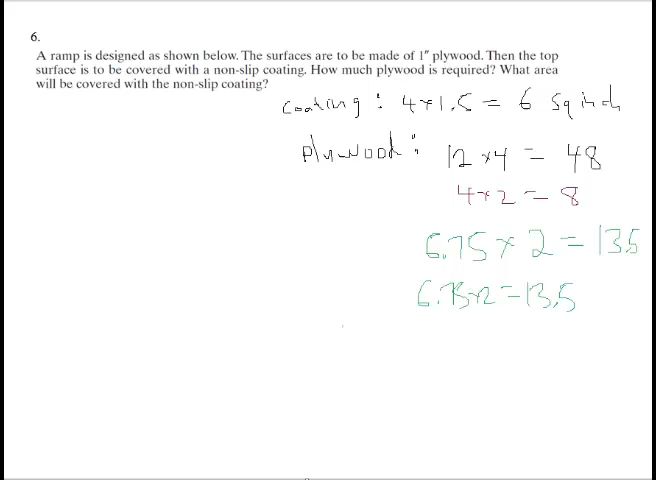 6.
A ramp is designed as shown below. The surfaces are to be made of 1″ plywood. Then the top
surface is to be covered with a non-slip coating. How much plywood is required? What area
will be covered with the non-slip coating?
coating : 4 × 1.5 = 6 sq inch
plywood : 12 × 4 = 48
4 × 2 = 8
6.75 × 2 = 13.5
6.75 × 2 = 13.5